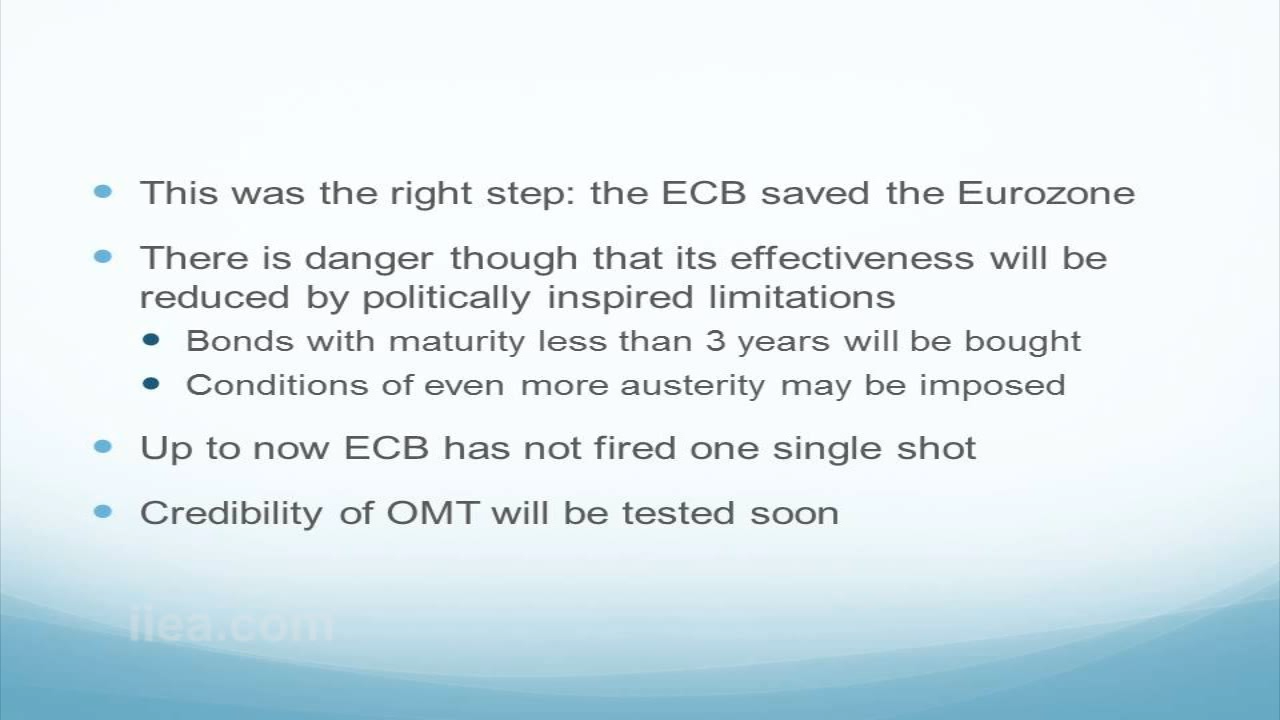 • This was the right step: the ECB saved the Eurozone
• There is danger though that its effectiveness will be
reduced by politically inspired limitations
• Bonds with maturity less than 3 years will be bought
• Conditions of even more austerity may be imposed
• Up to now ECB has not fired one single shot
• Credibility of OMT will be tested soon
ilea.com